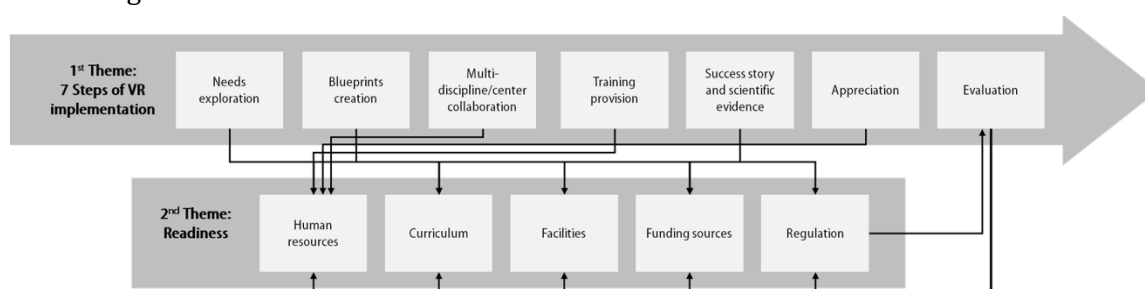 1st Theme:
7 Steps of VR
implementation
Needs
exploration
Blueprints
creation
Multi-
discipline/center
collaboration
Training
provision
Success story
and scientific
evidence
Appreciation
Evaluation
2nd Theme:
Readiness
Human
resources
Curriculum
Facilities
Funding sources
Regulation